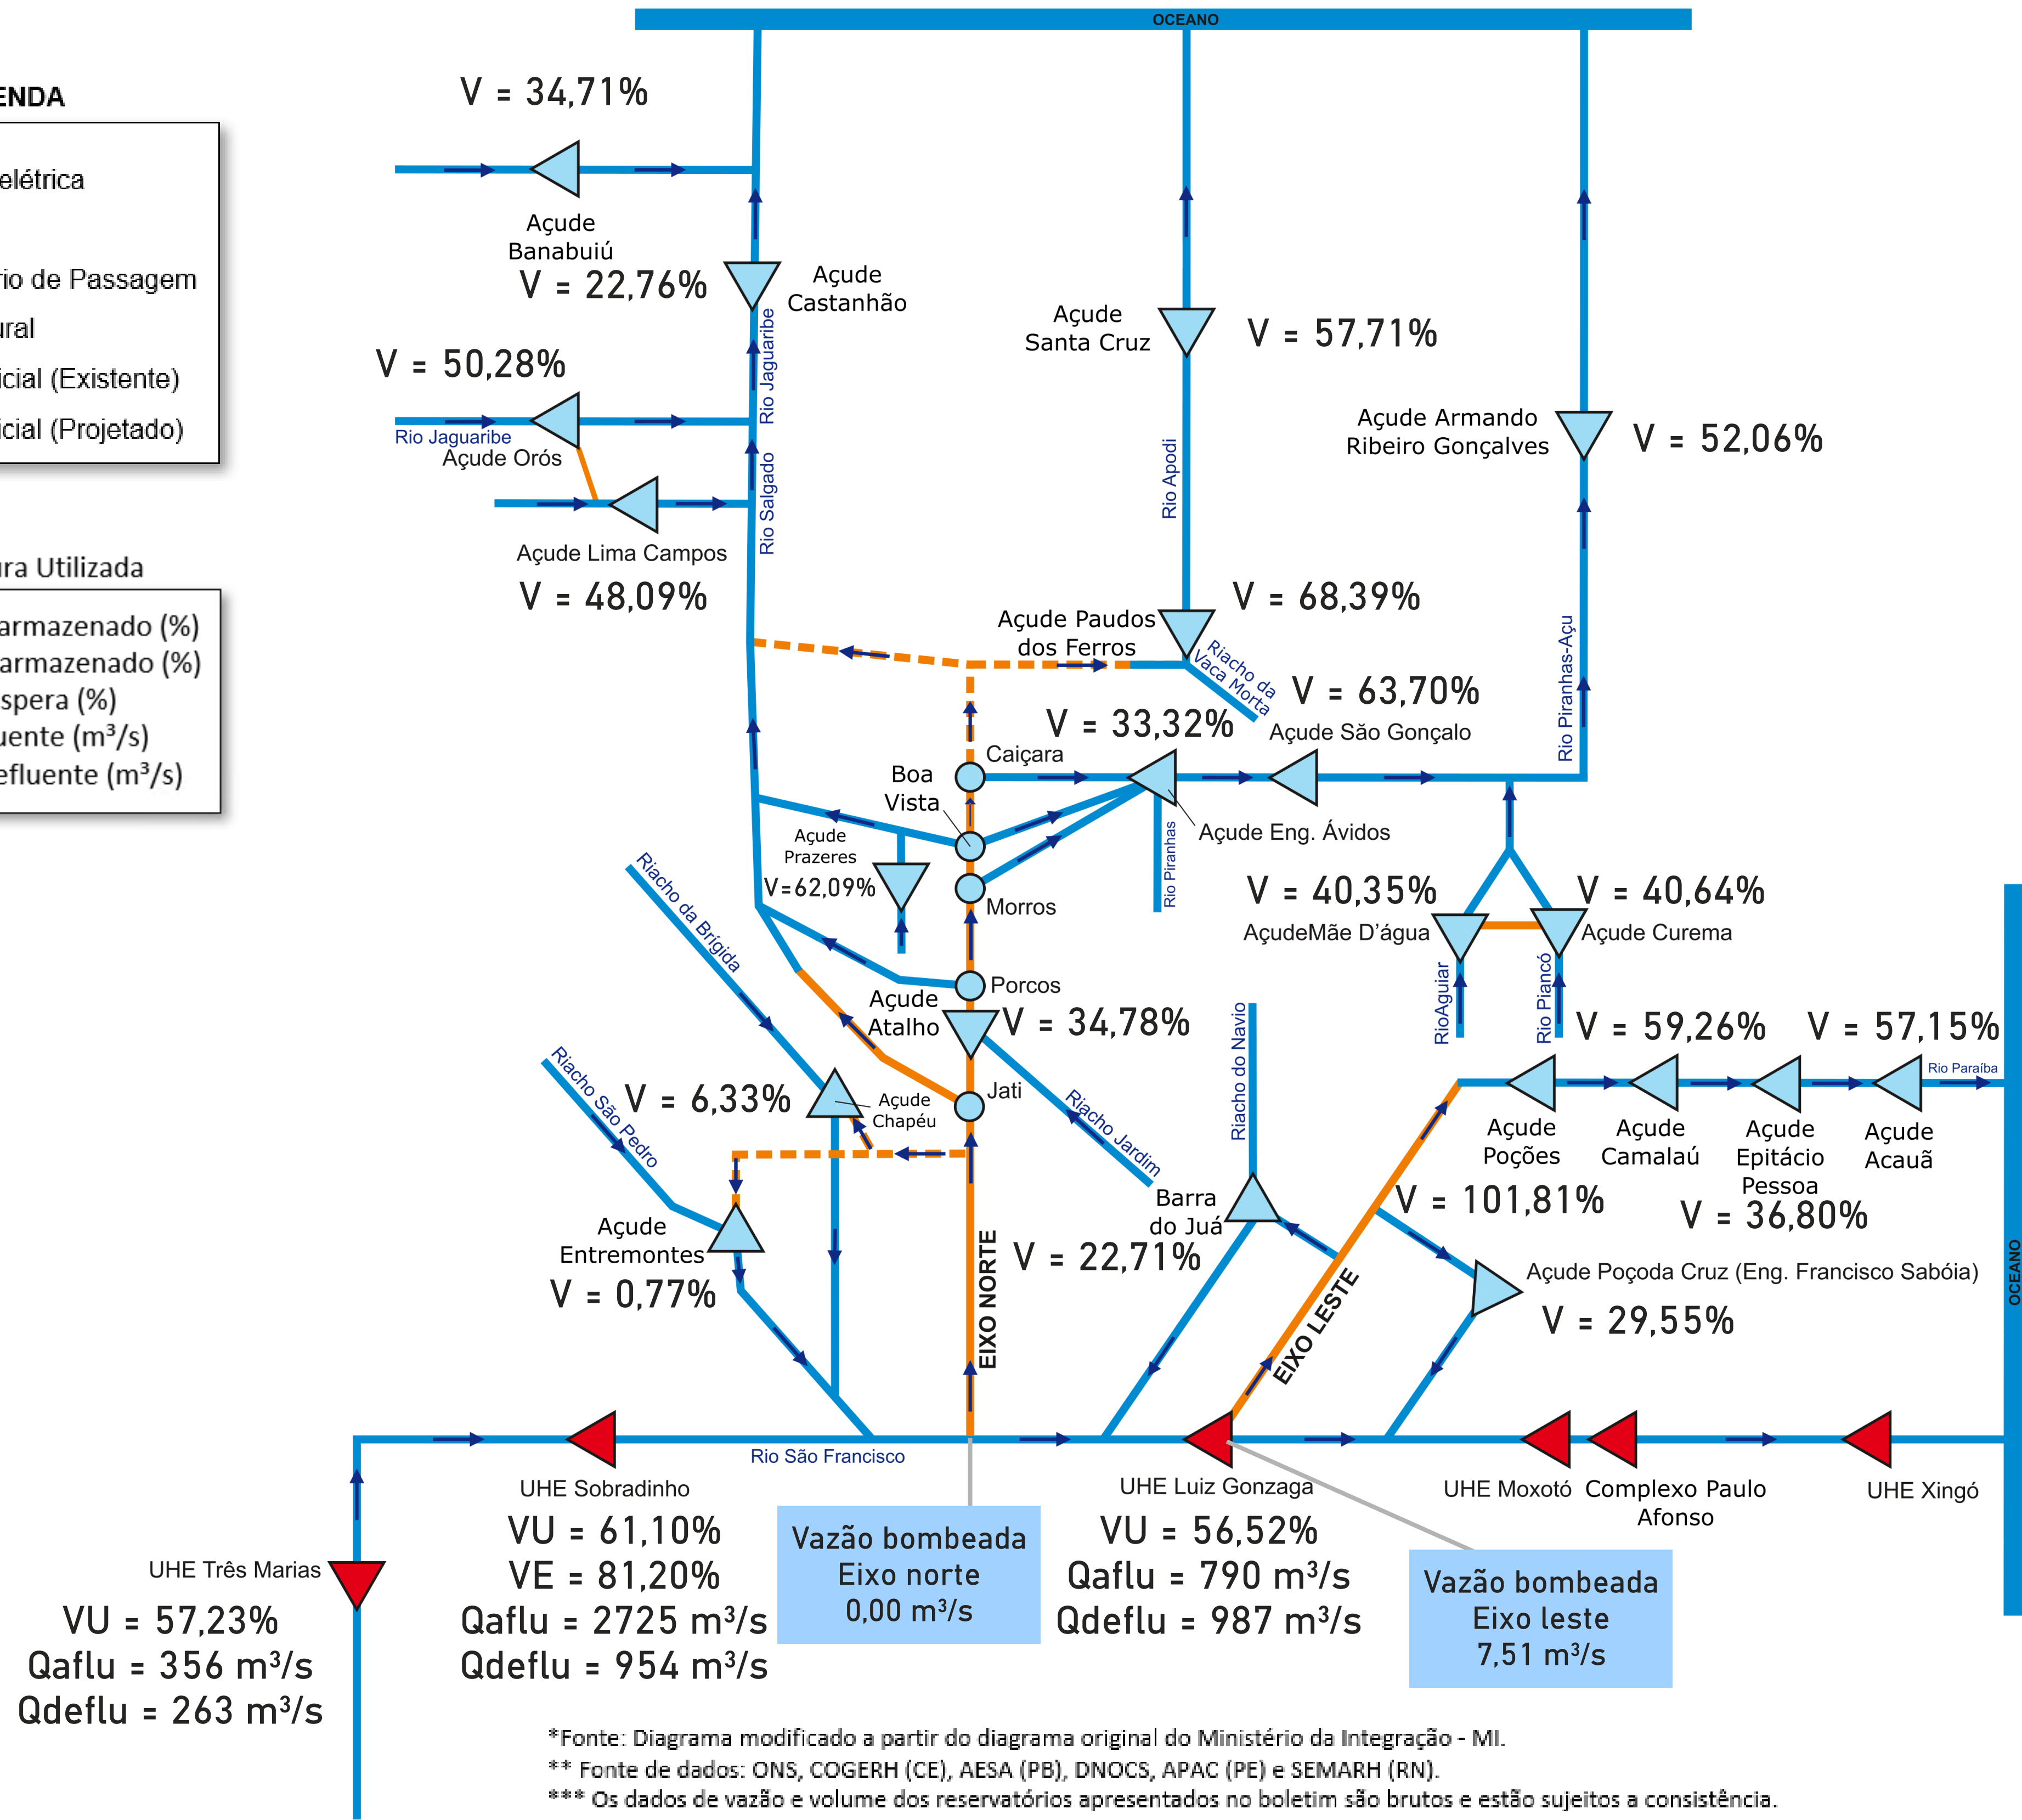 OCEANO
V = 34,71%
ENDA
elétrica
rio de Passagem
ural
icial (Existente)
icial (Projetado)
Açude
Banabuiú
V = 22,76%
Açude
Castanhão
Rio Jaguaribe
Açude
Santa Cruz
V = 57,71%
V = 50,28%
Rio Jaguaribe
Açude Orós
Açude Armando
Ribeiro Gonçalves
V = 52,06%
Rio Salgado
Rio Apodi
Açude Lima Campos
V = 48,09%
ura Utilizada
armazenado (%)
armazenado (%)
spera (%)
uente (m³/s)
efluente (m³/s)
V = 68,39%
Açude Paudos
dos Ferros
Riacho da
Vaca Morta
Rio Piranhas-Açu
V = 63,70%
V = 33,32%
Açude São Gonçalo
Caiçara
Boa
Vista
Açude Eng. Ávidos
Rio Piranhas
Açude
Prazeres
V=62,09%
Morros
Riacho da Brígida
V = 40,35%
V = 40,64%
AçudeMãe D'água
Açude Curema
RioAguiar
Rio Piancó
Porcos
Açude
Atalho
V = 34,78%
Riacho do Navio
V = 59,26%
V = 57,15%
Rio Paraíba
Riacho São Pedro
V = 6,33%
Açude
Chapéu
Jati
Riacho Jardim
Açude
Poções
Açude
Camalaú
Açude
Epitácio
Pessoa
Açude
Acauã
V = 101,81%
V = 36,80%
Barra
do Juá
V = 22,71%
Açude
Entremontes
V = 0,77%
EIXO NORTE
EIXO LESTE
Açude Poçoda Cruz (Eng. Francisco Sabóia)
V = 29,55%
OCEANO
Rio São Francisco
UHE Sobradinho
VU = 61,10%
VE = 81,20%
Qaflu = 2725 m³/s
Qdeflu = 954 m³/s
Vazão bombeada
Eixo norte
0,00 m³/s
UHE Luiz Gonzaga
VU = 56,52%
Qaflu = 790 m³/s
Qdeflu = 987 m³/s
Vazão bombeada
Eixo leste
7,51 m³/s
UHE Moxotó
Complexo Paulo
Afonso
UHE Xingó
UHE Três Marias
VU = 57,23%
Qaflu = 356 m³/s
Qdeflu = 263 m³/s
*Fonte: Diagrama modificado a partir do diagrama original do Ministério da Integração - MI.
** Fonte de dados: ONS, COGERH (CE), AESA (PB), DNOCS, APAC (PE) e SEMARH (RN).
*** Os dados de vazão e volume dos reservatórios apresentados no boletim são brutos e estão sujeitos a consistência.